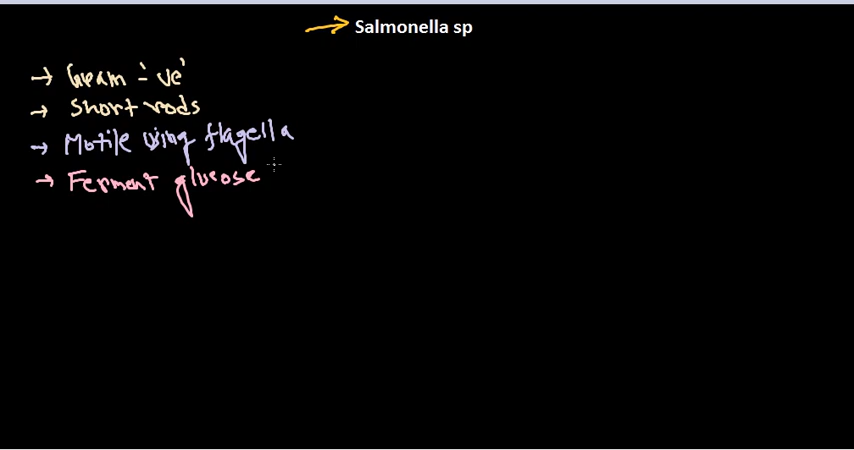 → Salmonella sp
→ Gram '-ve'
→ Short rods
→ Motile using flagella
→ Ferment glucose